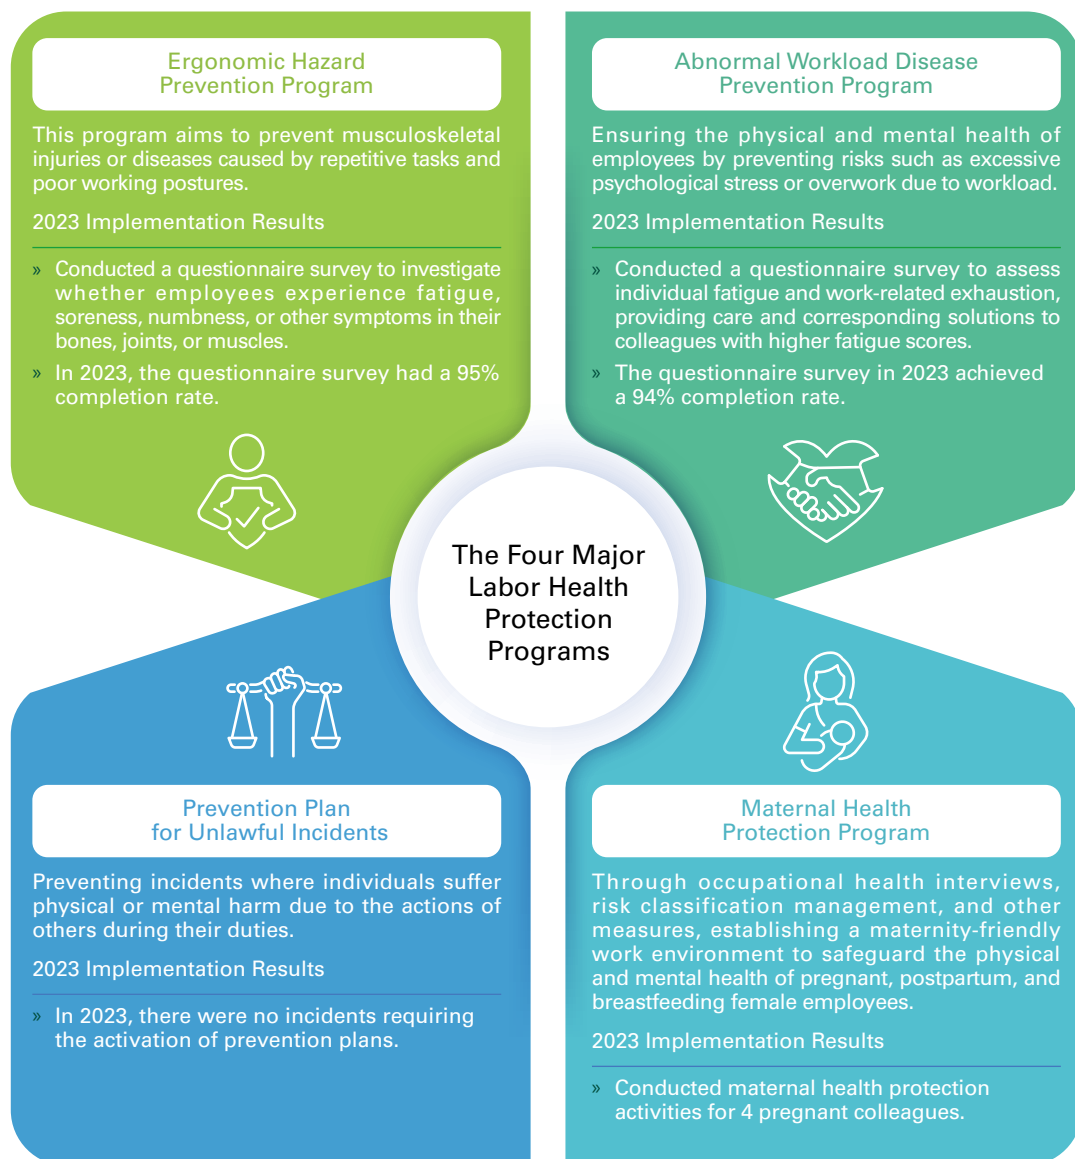 Ergonomic Hazard
Prevention Program
This program aims to prevent musculoskeletal
injuries or diseases caused by repetitive tasks and
poor working postures.
2023 Implementation Results
» Conducted a questionnaire survey to investigate
whether employees experience fatigue,
soreness, numbness, or other symptoms in their
bones, joints, or muscles.
» In 2023, the questionnaire survey had a 95%
completion rate.
Abnormal Workload Disease
Prevention Program
Ensuring the physical and mental health of
employees by preventing risks such as excessive
psychological stress or overwork due to workload.
2023 Implementation Results
» Conducted a questionnaire survey to assess
individual fatigue and work-related exhaustion,
providing care and corresponding solutions to
colleagues with higher fatigue scores.
» The questionnaire survey in 2023 achieved
a 94% completion rate.
The Four Major
Labor Health
Protection
Programs
Prevention Plan
for Unlawful Incidents
Preventing incidents where individuals suffer
physical or mental harm due to the actions of
others during their duties.
2023 Implementation Results
» In 2023, there were no incidents requiring
the activation of prevention plans.
Maternal Health
Protection Program
Through occupational health interviews,
risk classification management, and other
measures, establishing a maternity-friendly
work environment to safeguard the physical
and mental health of pregnant, postpartum, and
breastfeeding female employees.
2023 Implementation Results
» Conducted maternal health protection
activities for 4 pregnant colleagues.